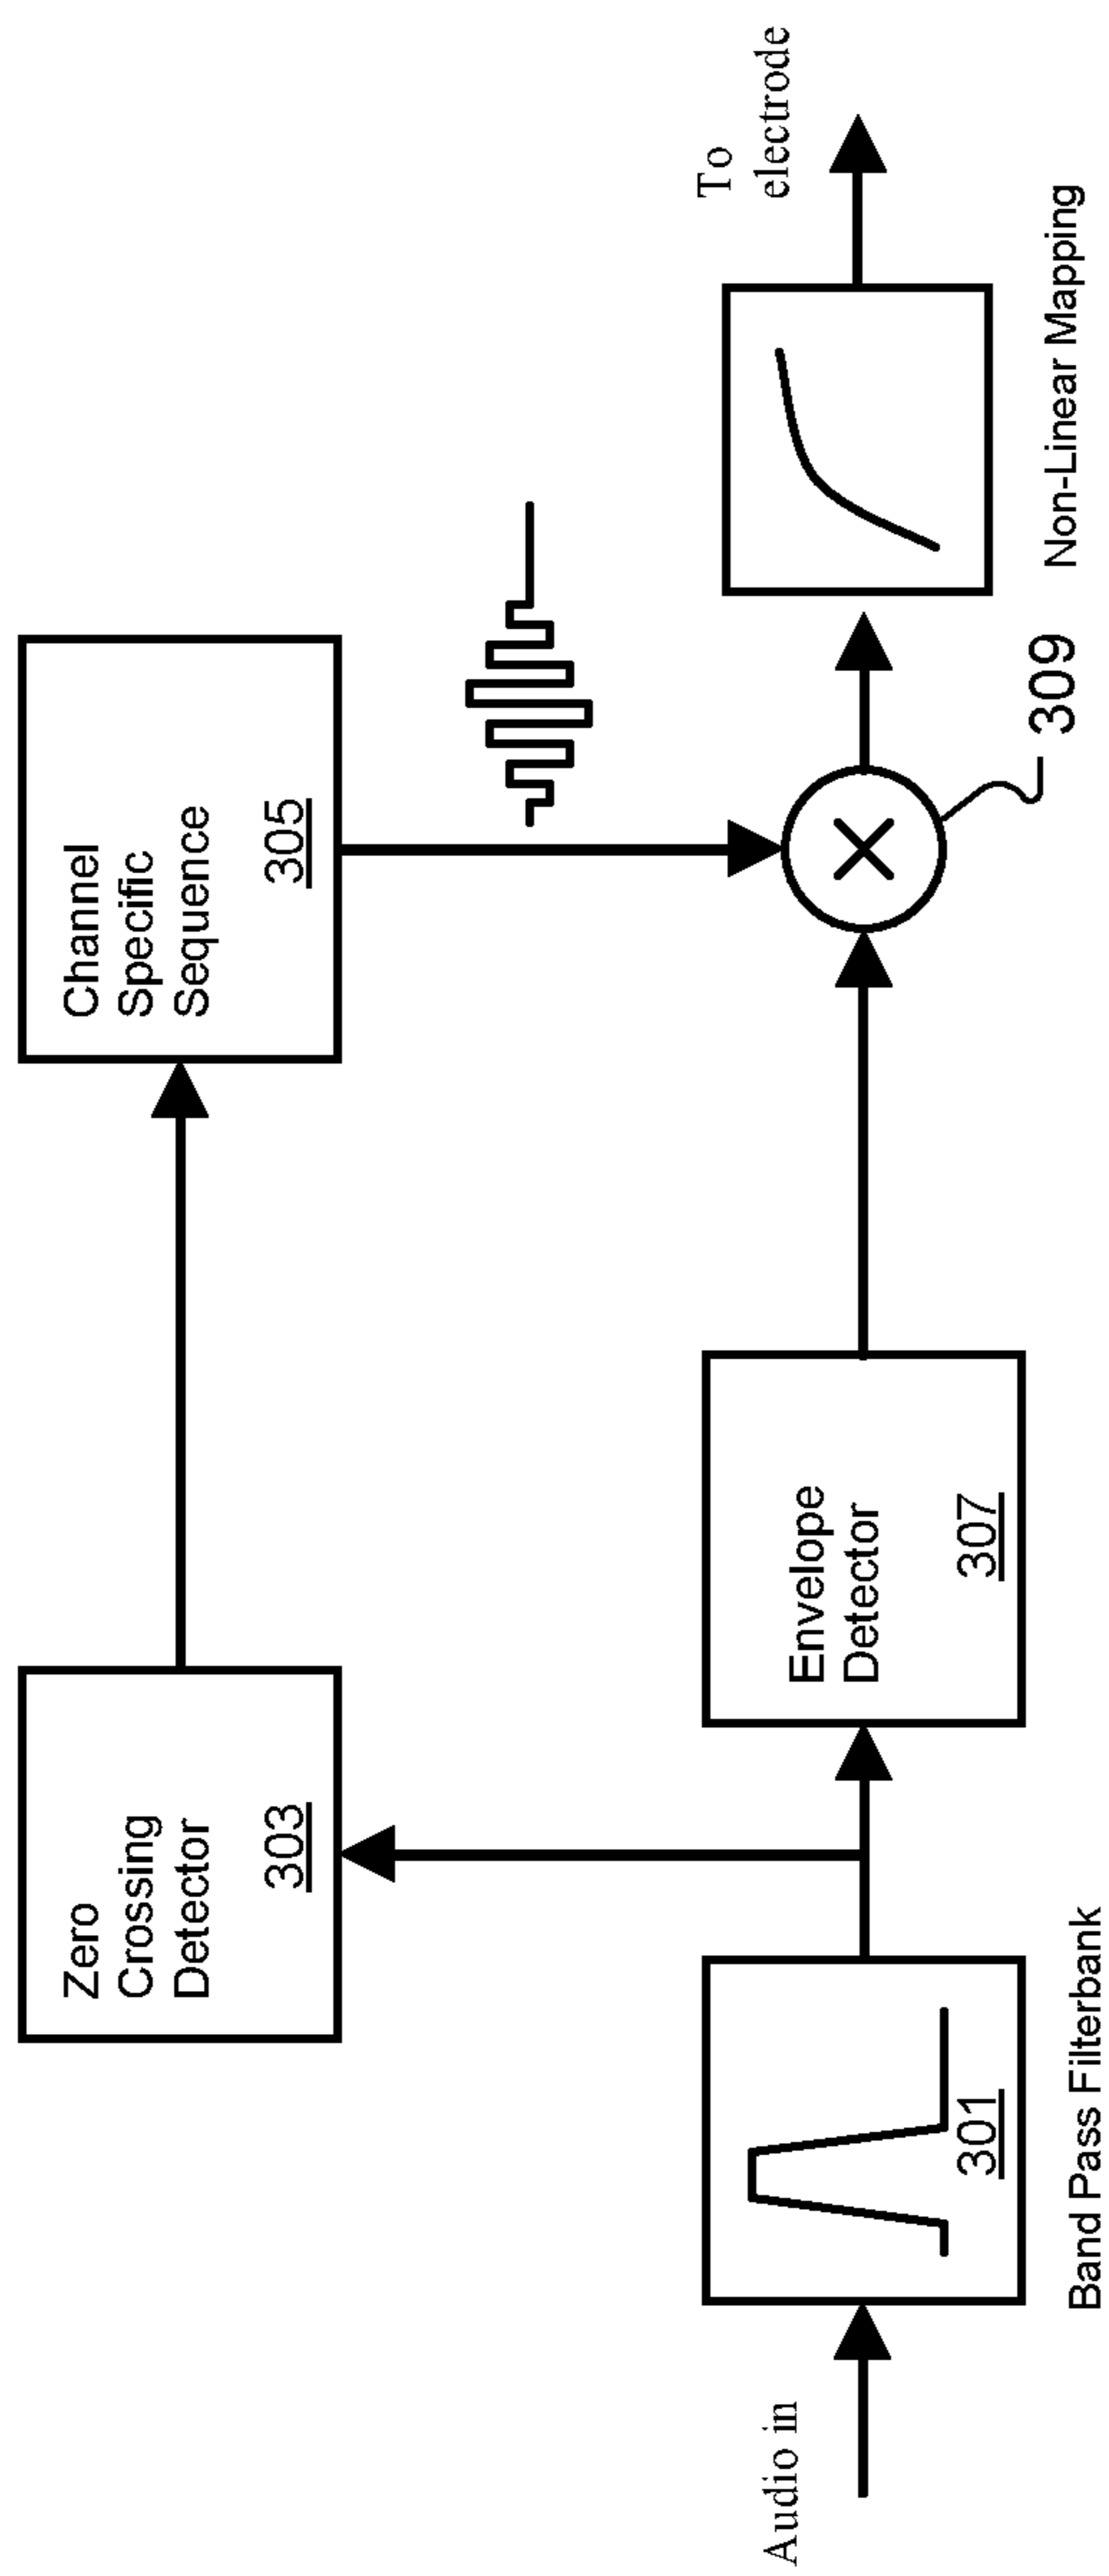 Zero
Crossing
Detector
303
Channel
Specific
Sequence
305
Audio in
301
Band Pass Filterbank
Envelope
Detector
307
309
Non-Linear Mapping
To
electrode